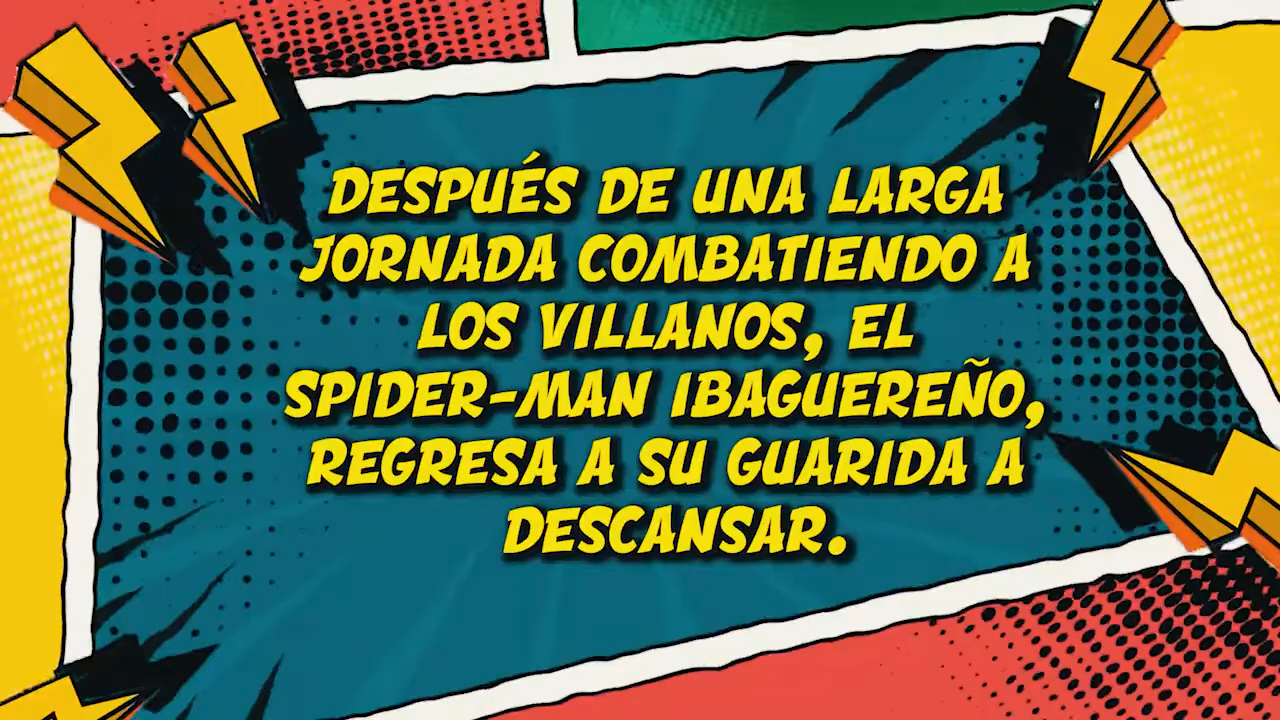 DESPUÉS DE UNA LARGA
JORNADA COMBATIENDO A
LOS VILLANOS, EL
SPIDER-MAN IBAGUEREÑO,
REGRESA A SU GUARIDA A
DESCANSAR.